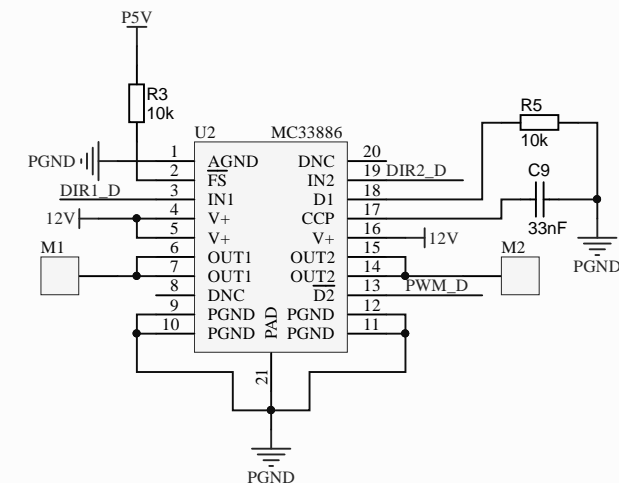 P5V
R3
10k
R5
10k
U2
MC33886
PGND
1
AGND
DNC
20
2
FS
IN2
19
DIR2_D
DIR1_D
3
IN1
D1
18
C9
33nF
12V
4
V+
CCP
17
5
V+
V+
16
12V
PGND
M1
6
OUT1
OUT2
15
M2
7
OUT1
OUT2
14
8
DNC
D2
13
PWM_D
9
PGND
PGND
12
10
PGND
PGND
11
PAD
21
PGND